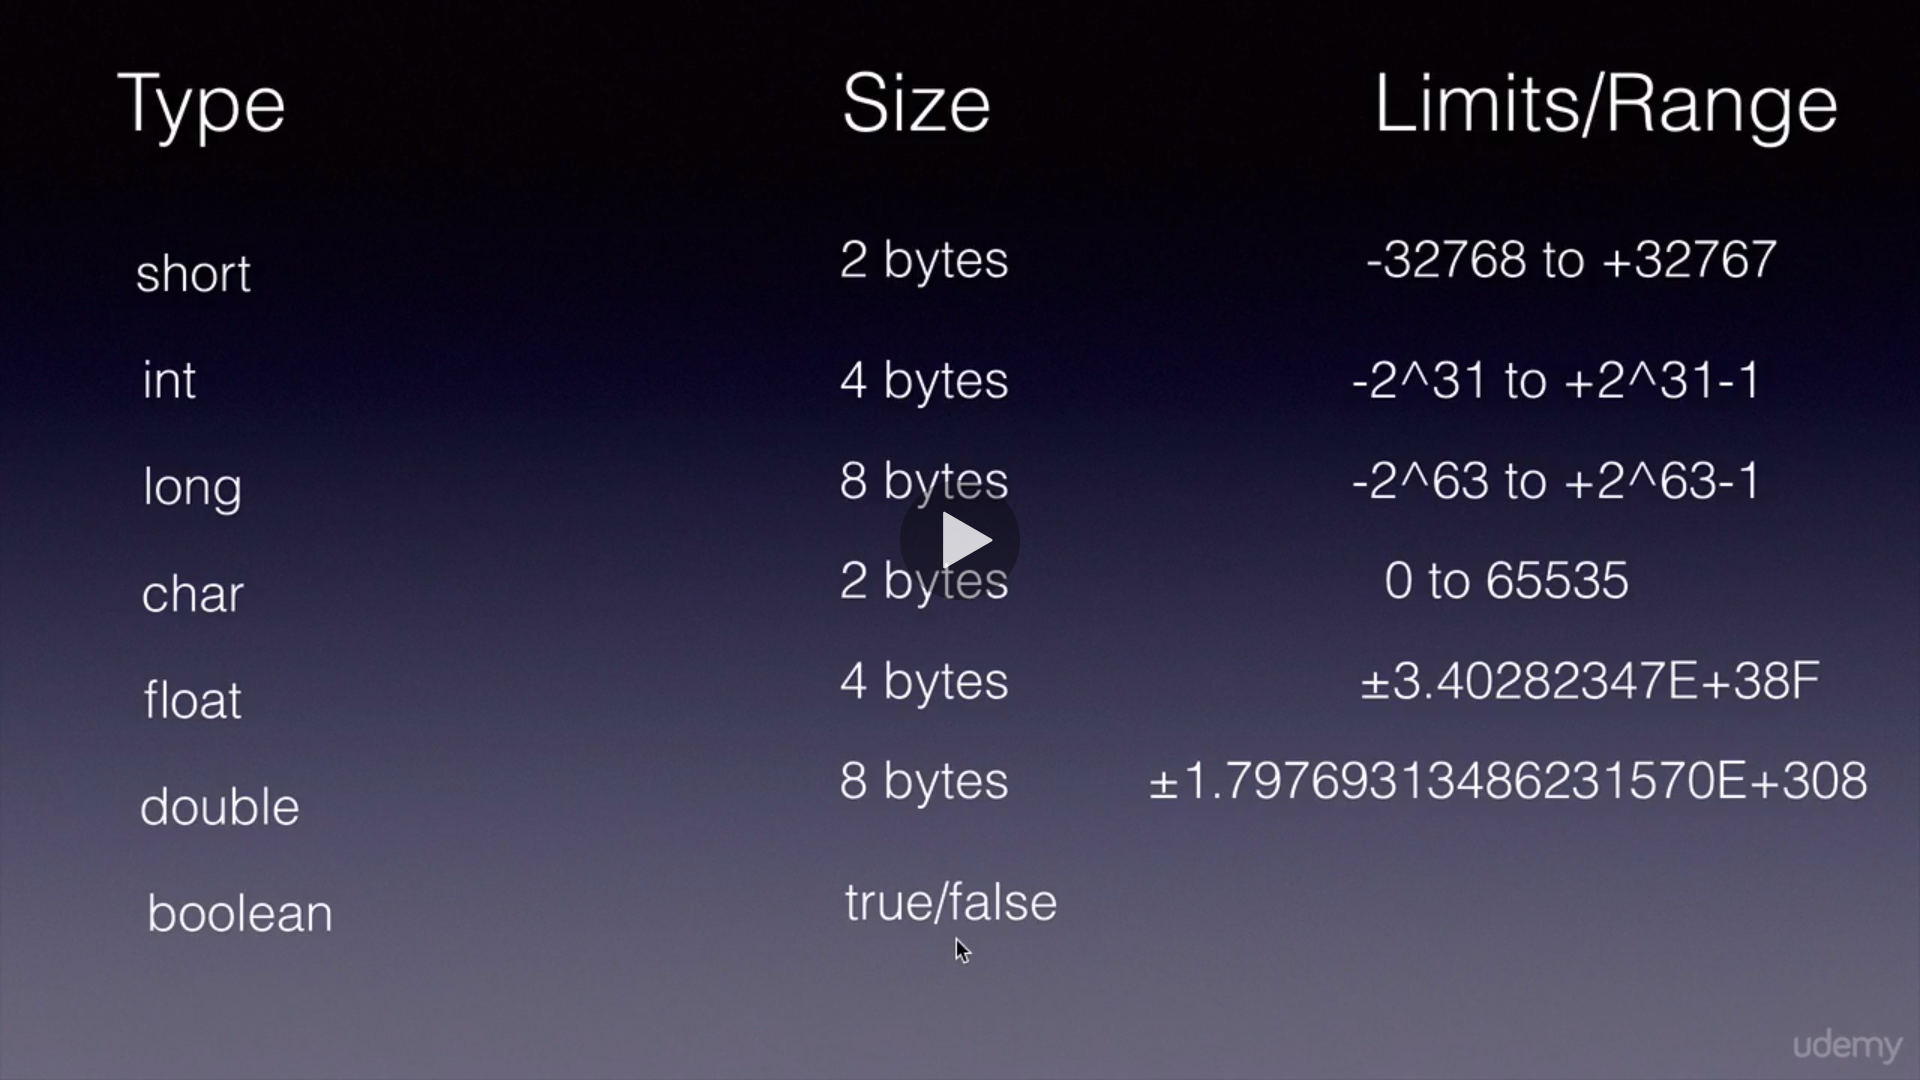 Type Size Limits/Range
short 2 bytes -32768 to +32767
int 4 bytes -2^31 to +2^31-1
long 8 bytes -2^63 to +2^63-1
char 2 bytes 0 to 65535
float 4 bytes ±3.40282347E+38F
double 8 bytes ±1.79769313486231570E+308
boolean true/false
udemy